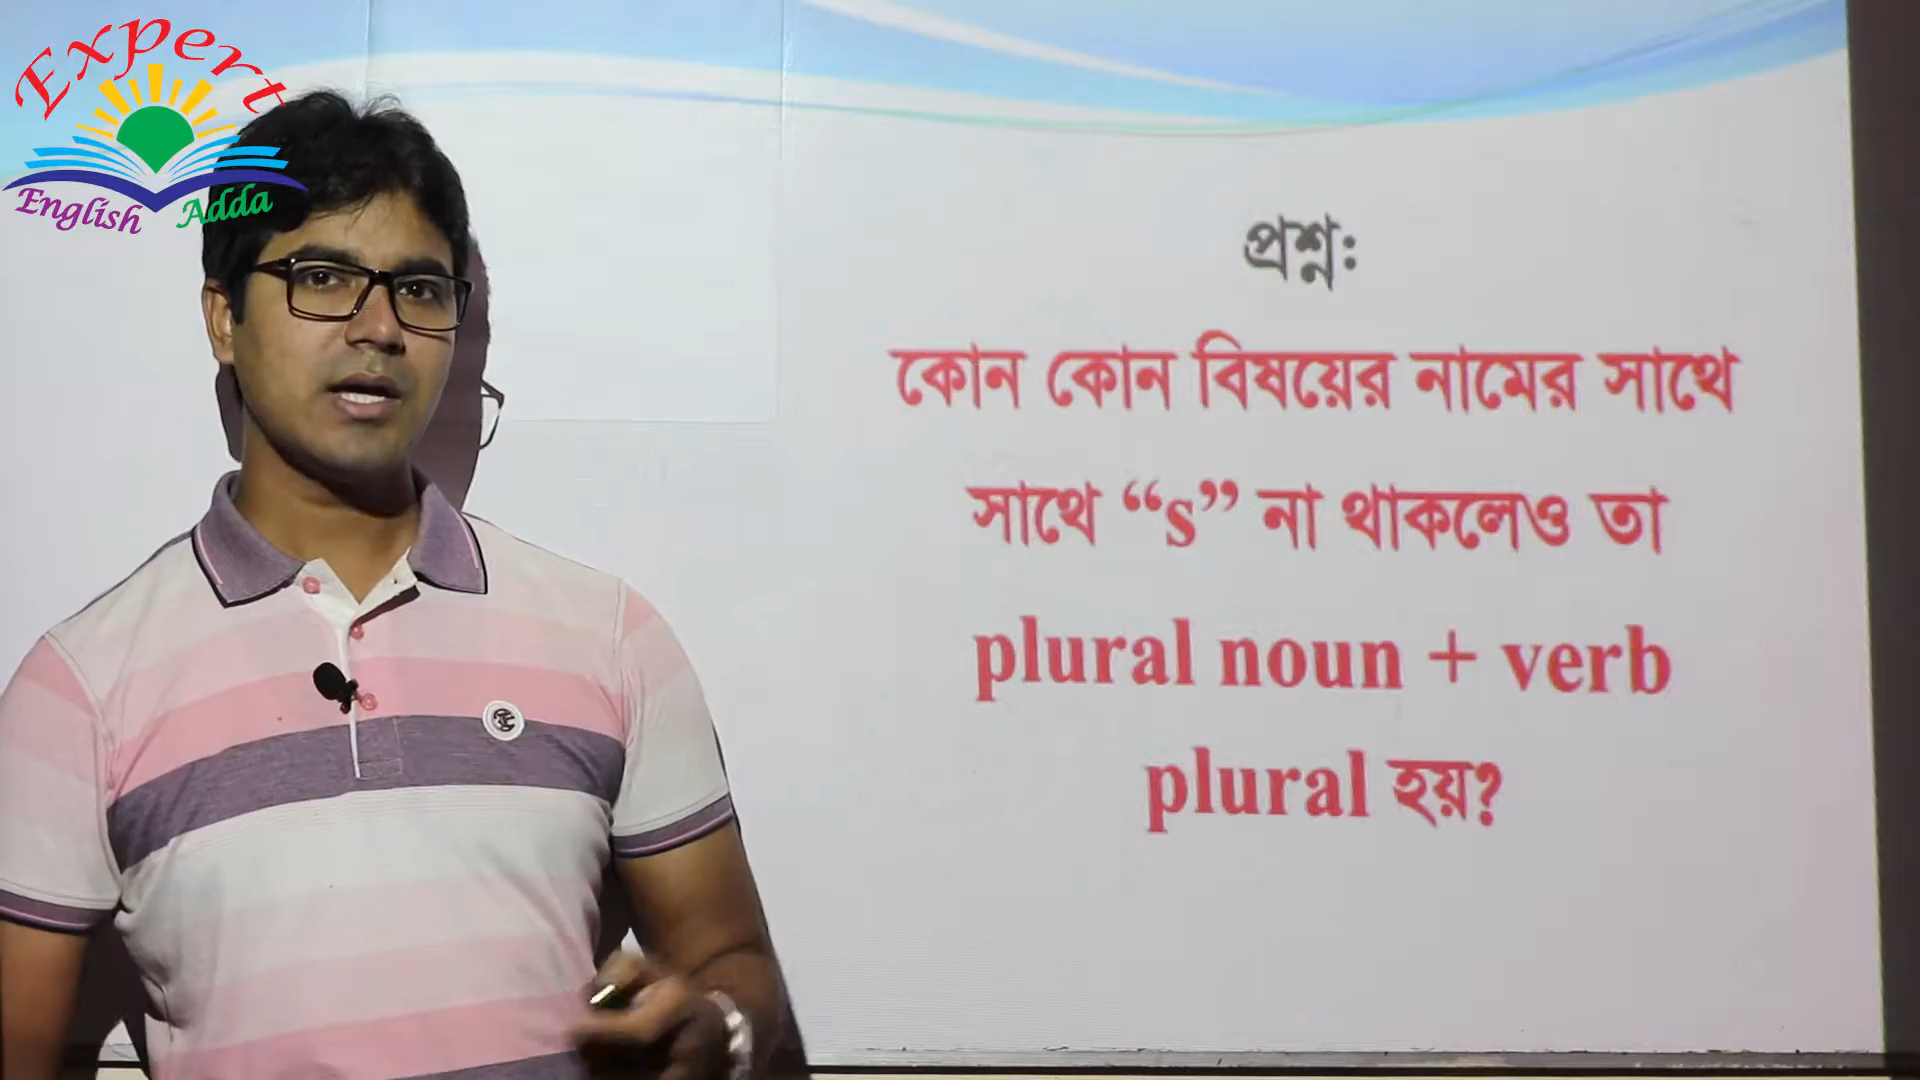 Expert
English Adda
প্রশ্ন:
কোন কোন বিষয়ের নামের সাথে
সাথে “s” না থাকলেও তা
plural noun + verb
plural হয়?